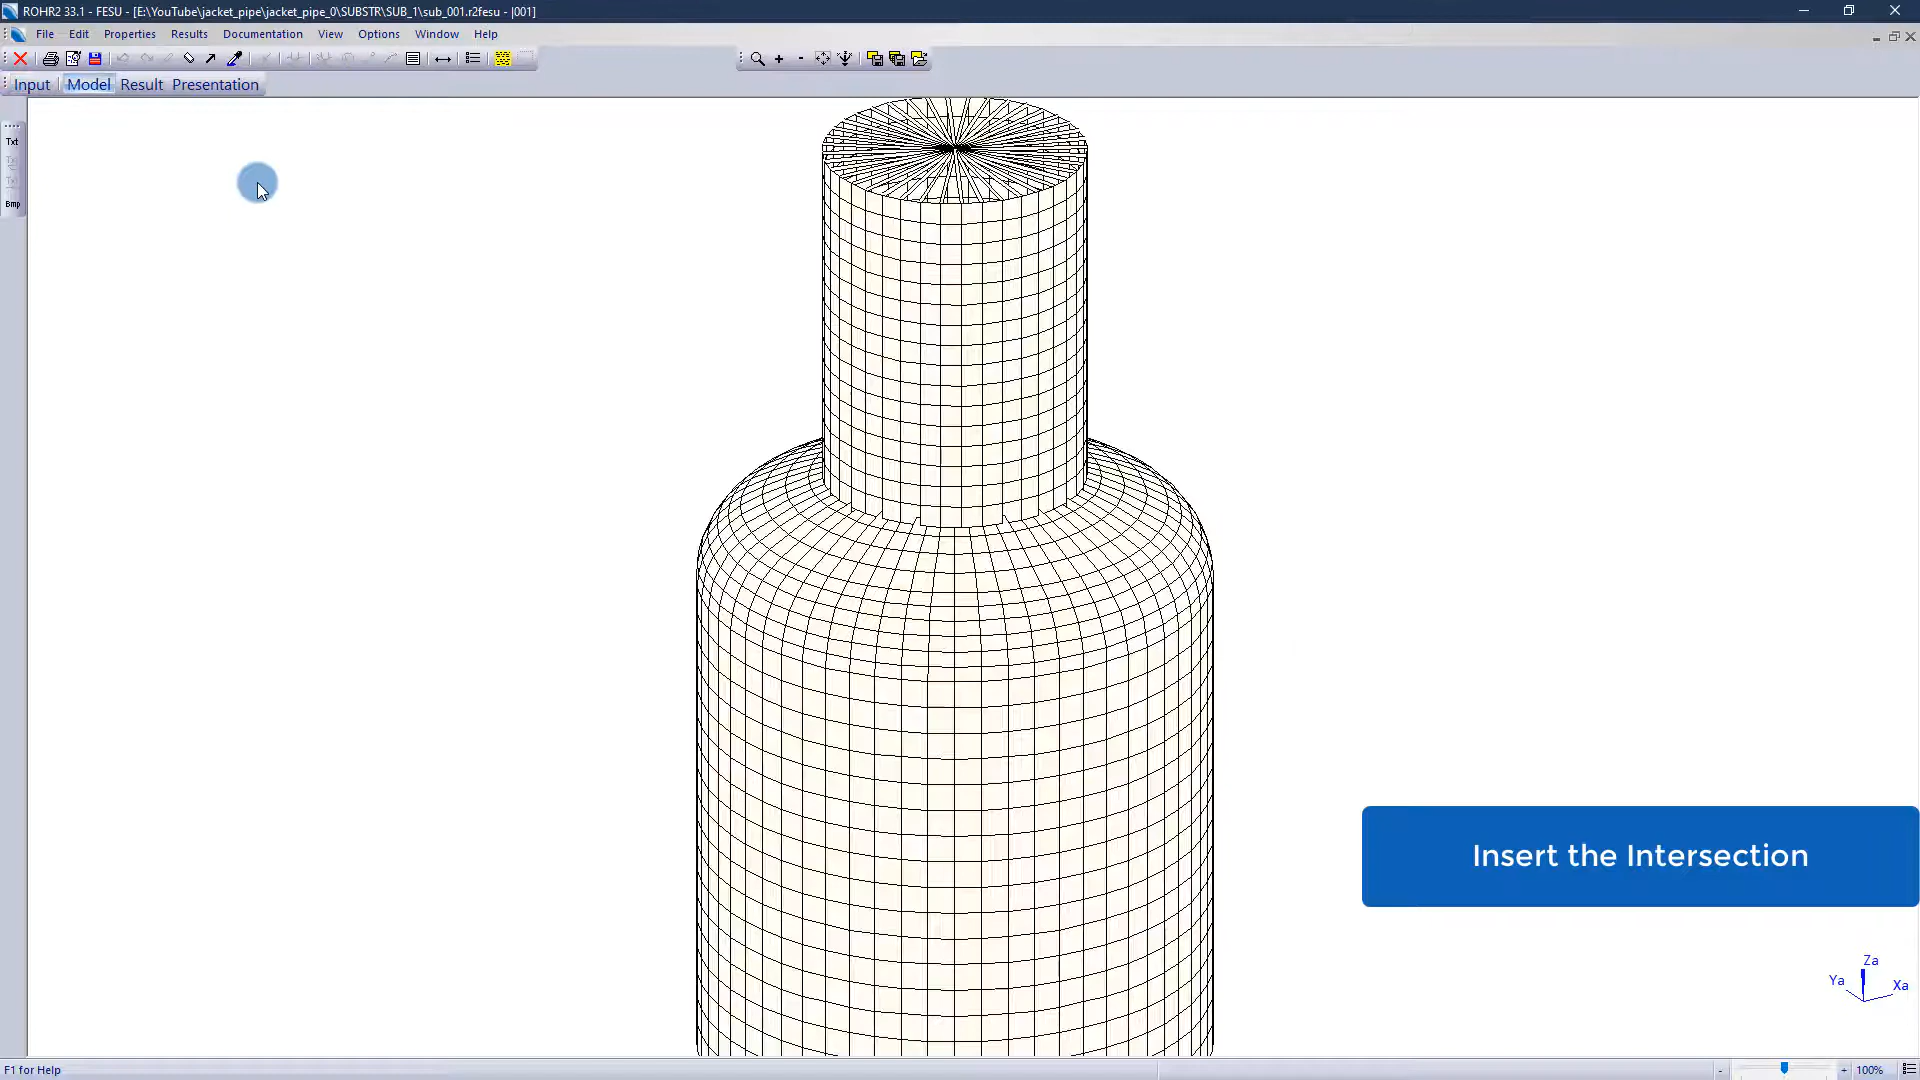 ROHR2 33.1 - FESU - [E:\YouTube\jacket_pipe\jacket_pipe_0\SUBSTR\SUB_1\sub_001.r2fesu - |001]
File Edit Properties Results Documentation View Options Window Help
Input Model Result Presentation
Txt
Bmp
Insert the Intersection
Za
Ya
Xa
F1 for Help
- + 100%